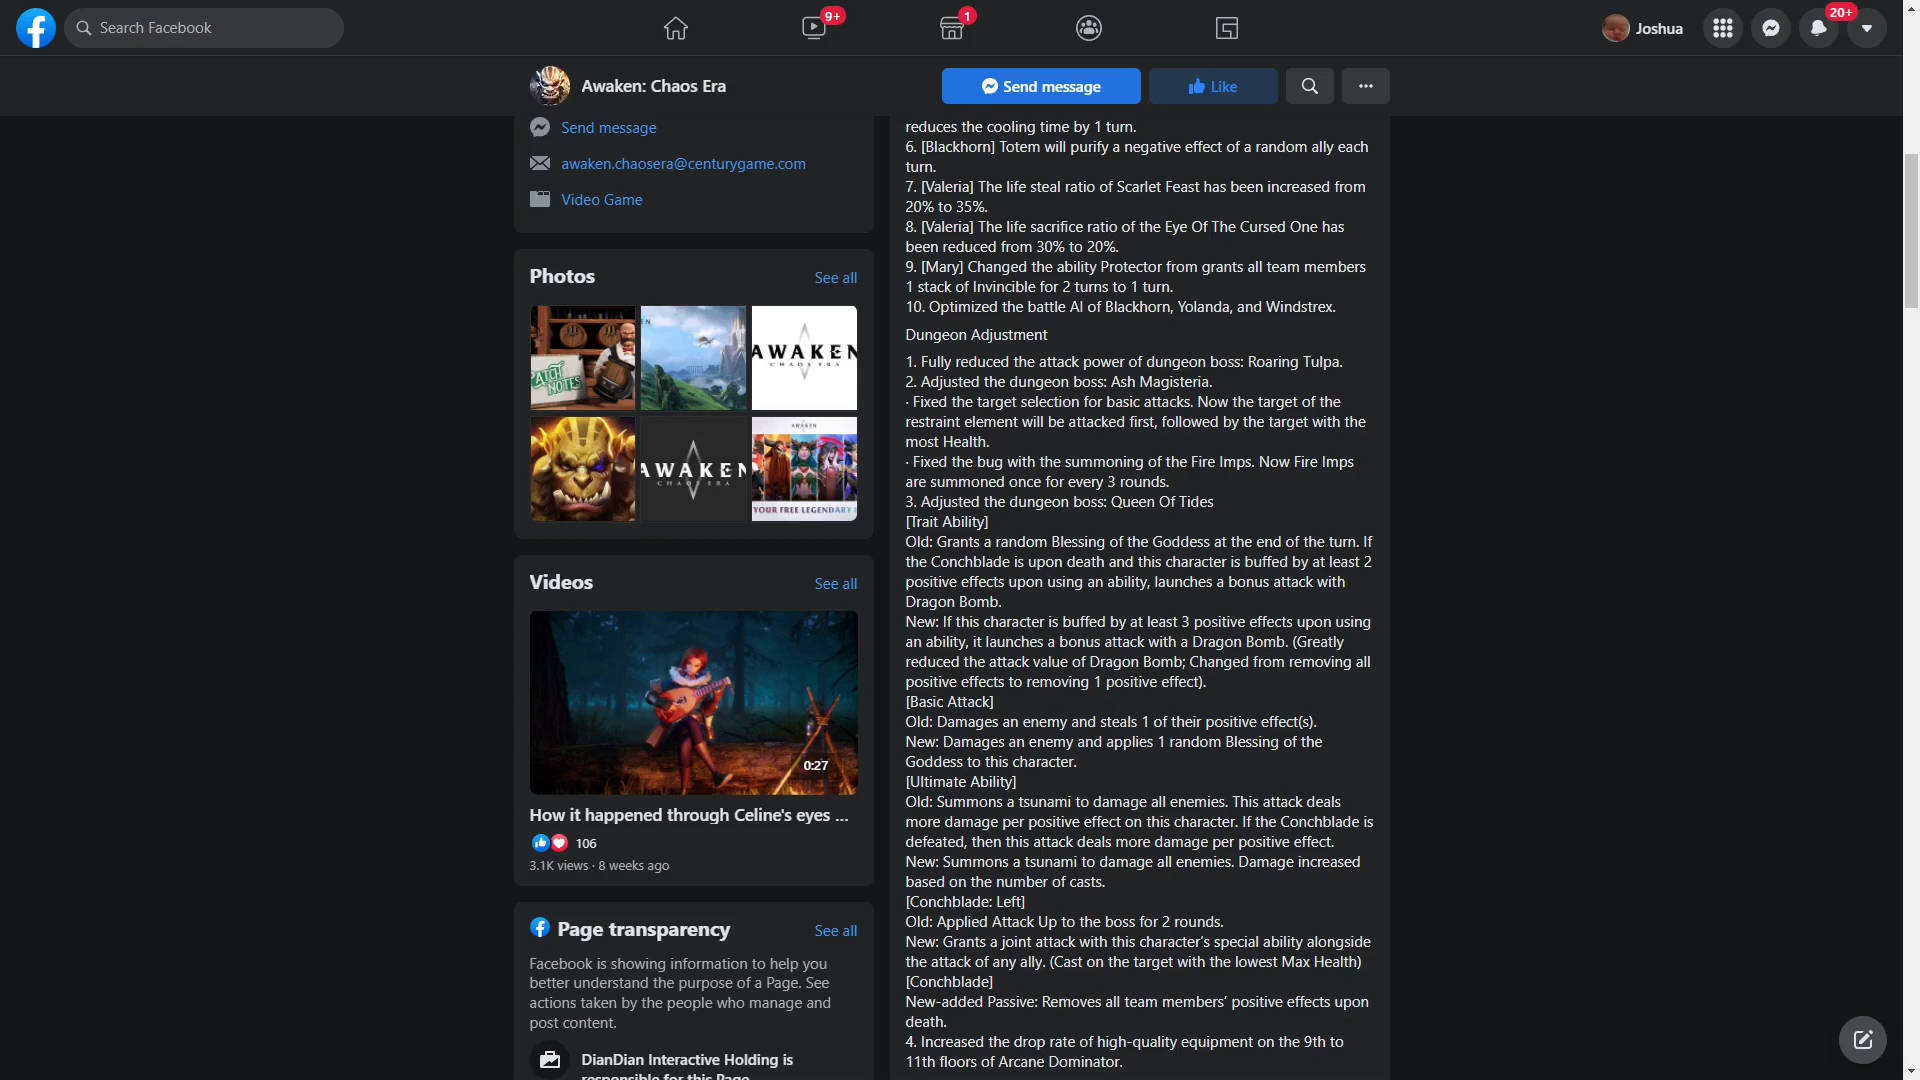 Search Facebook
9+
1
Joshua
20+
Awaken: Chaos Era
Send message
Like
Send message
awaken.chaosera@centurygame.com
Video Game
Photos
See all
PATCH
NOTES
AWAKEN
CHAOS ERA
AWAKEN
CHAOS ERA
AWAKEN
YOUR FREE LEGENDARY
Videos
See all
0:27
How it happened through Celine's eyes ...
106
3.1K views · 8 weeks ago
Page transparency
See all
Facebook is showing information to help you
better understand the purpose of a Page. See
actions taken by the people who manage and
post content.
DianDian Interactive Holding is
responsible for this Page
reduces the cooling time by 1 turn.
6. [Blackhorn] Totem will purify a negative effect of a random ally each
turn.
7. [Valeria] The life steal ratio of Scarlet Feast has been increased from
20% to 35%.
8. [Valeria] The life sacrifice ratio of the Eye Of The Cursed One has
been reduced from 30% to 20%.
9. [Mary] Changed the ability Protector from grants all team members
1 stack of Invincible for 2 turns to 1 turn.
10. Optimized the battle AI of Blackhorn, Yolanda, and Windstrex.
Dungeon Adjustment
1. Fully reduced the attack power of dungeon boss: Roaring Tulpa.
2. Adjusted the dungeon boss: Ash Magisteria.
· Fixed the target selection for basic attacks. Now the target of the
restraint element will be attacked first, followed by the target with the
most Health.
· Fixed the bug with the summoning of the Fire Imps. Now Fire Imps
are summoned once for every 3 rounds.
3. Adjusted the dungeon boss: Queen Of Tides
[Trait Ability]
Old: Grants a random Blessing of the Goddess at the end of the turn. If
the Conchblade is upon death and this character is buffed by at least 2
positive effects upon using an ability, launches a bonus attack with
Dragon Bomb.
New: If this character is buffed by at least 3 positive effects upon using
an ability, it launches a bonus attack with a Dragon Bomb. (Greatly
reduced the attack value of Dragon Bomb; Changed from removing all
positive effects to removing 1 positive effect).
[Basic Attack]
Old: Damages an enemy and steals 1 of their positive effect(s).
New: Damages an enemy and applies 1 random Blessing of the
Goddess to this character.
[Ultimate Ability]
Old: Summons a tsunami to damage all enemies. This attack deals
more damage per positive effect on this character. If the Conchblade is
defeated, then this attack deals more damage per positive effect.
New: Summons a tsunami to damage all enemies. Damage increased
based on the number of casts.
[Conchblade: Left]
Old: Applied Attack Up to the boss for 2 rounds.
New: Grants a joint attack with this character's special ability alongside
the attack of any ally. (Cast on the target with the lowest Max Health)
[Conchblade]
New-added Passive: Removes all team members' positive effects upon
death.
4. Increased the drop rate of high-quality equipment on the 9th to
11th floors of Arcane Dominator.